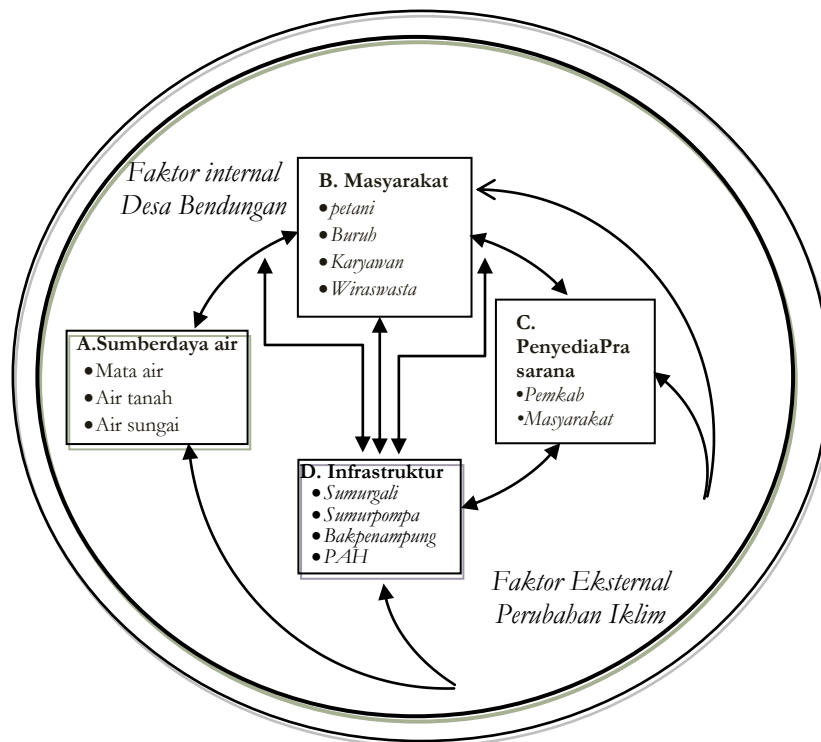 Faktor internal
Desa Bendungan
B. Masyarakat
•petani
•Buruh
•Karyawan
•Wiraswasta
A.Sumberdaya air
•Mata air
•Air tanah
•Air sungai
C.
PenyediaPra
sarana
•Pemkab
•Masyarakat
D. Infrastruktur
•Sumurgali
•Sumurpompa
•Bakpenampung
•PAH
Faktor Eksternal
Perubahan Iklim